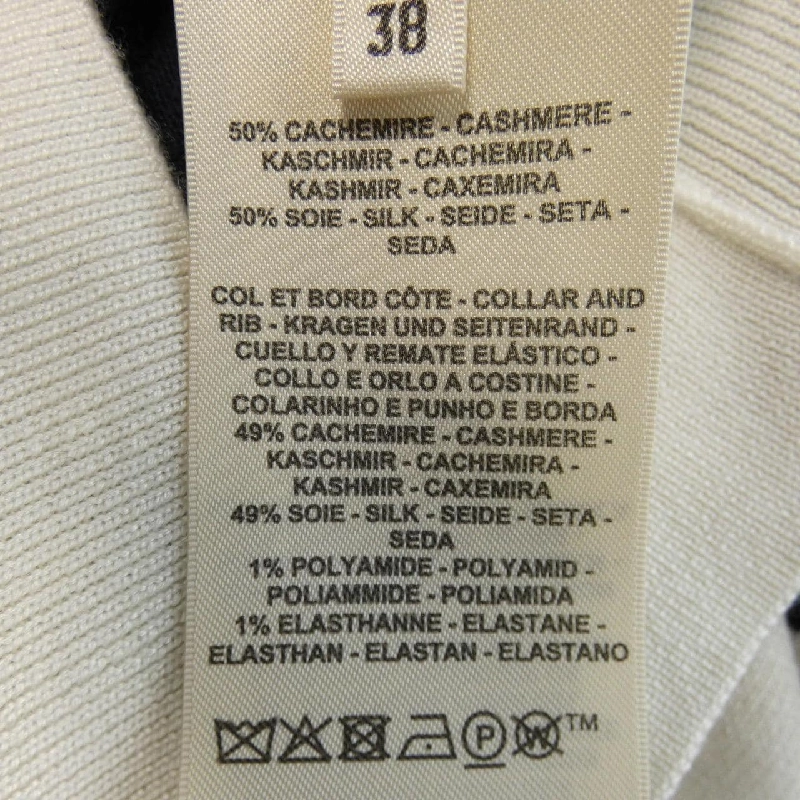 38
50% CACHEMIRE - CASHMERE -
KASCHMIR - CACHEMIRA -
KASHMIR - CAXEMIRA
50% SOIE - SILK - SEIDE - SETA -
SEDA
COL ET BORD CÔTE - COLLAR AND
RIB - KRAGEN UND SEITENRAND -
CUELLO Y REMATE ELÁSTICO -
COLLO E ORLO A COSTINE -
COLARINHO E PUNHO E BORDA
49% CACHEMIRE - CASHMERE -
KASCHMIR - CACHEMIRA -
KASHMIR - CAXEMIRA
49% SOIE - SILK - SEIDE - SETA -
SEDA
1% POLYAMIDE - POLYAMID -
POLIAMMIDE - POLIAMIDA
1% ELASTHANNE - ELASTANE -
ELASTHAN - ELASTAN - ELASTANO
P W TM